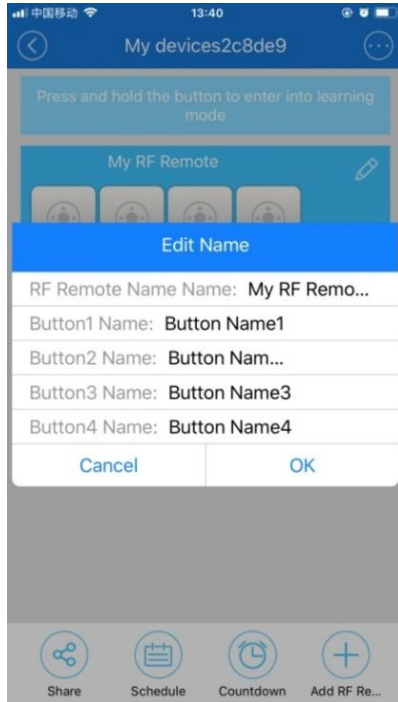 中国移动 13:40
My devices2c8de9
Press and hold the button to enter into learning
mode
My RF Remote
Edit Name
RF Remote Name Name: My RF Remo...
Button1 Name: Button Name1
Button2 Name: Button Nam...
Button3 Name: Button Name3
Button4 Name: Button Name4
Cancel OK
Share Schedule Countdown Add RF Re...